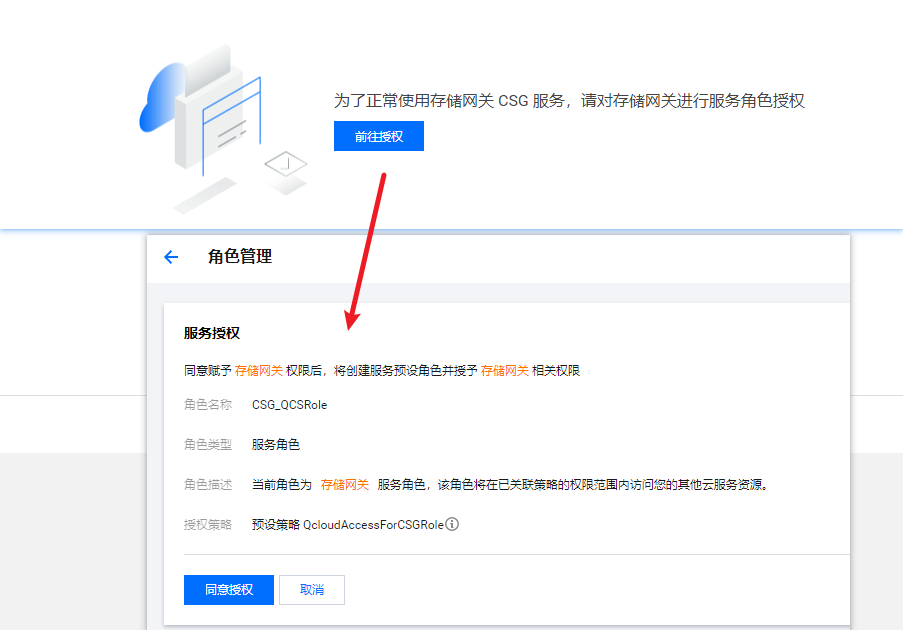 为了正常使用存储网关 CSG 服务，请对存储网关进行服务角色授权
前往授权
角色管理
服务授权
同意赋予 存储网关 权限后，将创建服务预设角色并授予 存储网关 相关权限
角色名称 CSG_QCSRole
角色类型 服务角色
角色描述 当前角色为 存储网关 服务角色，该角色将在已关联策略的权限范围内访问您的其他云服务资源。
授权策略 预设策略 QcloudAccessForCSGRole
同意授权 取消